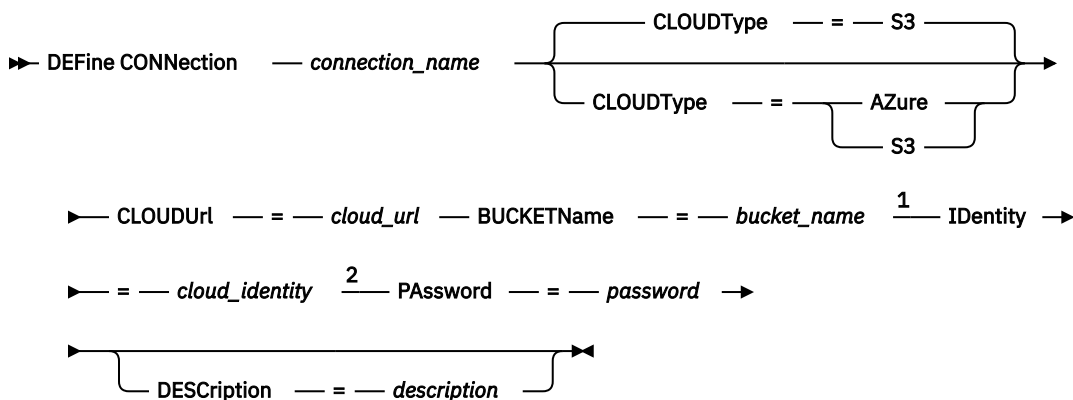 CLOUDType = S3
DEFine CONNection connection_name
CLOUDType = AZure
S3
CLOUDUrl = cloud_url BUCKETName = bucket_name 1 IDentity
= cloud_identity 2 PAssword = password
DESCription = description